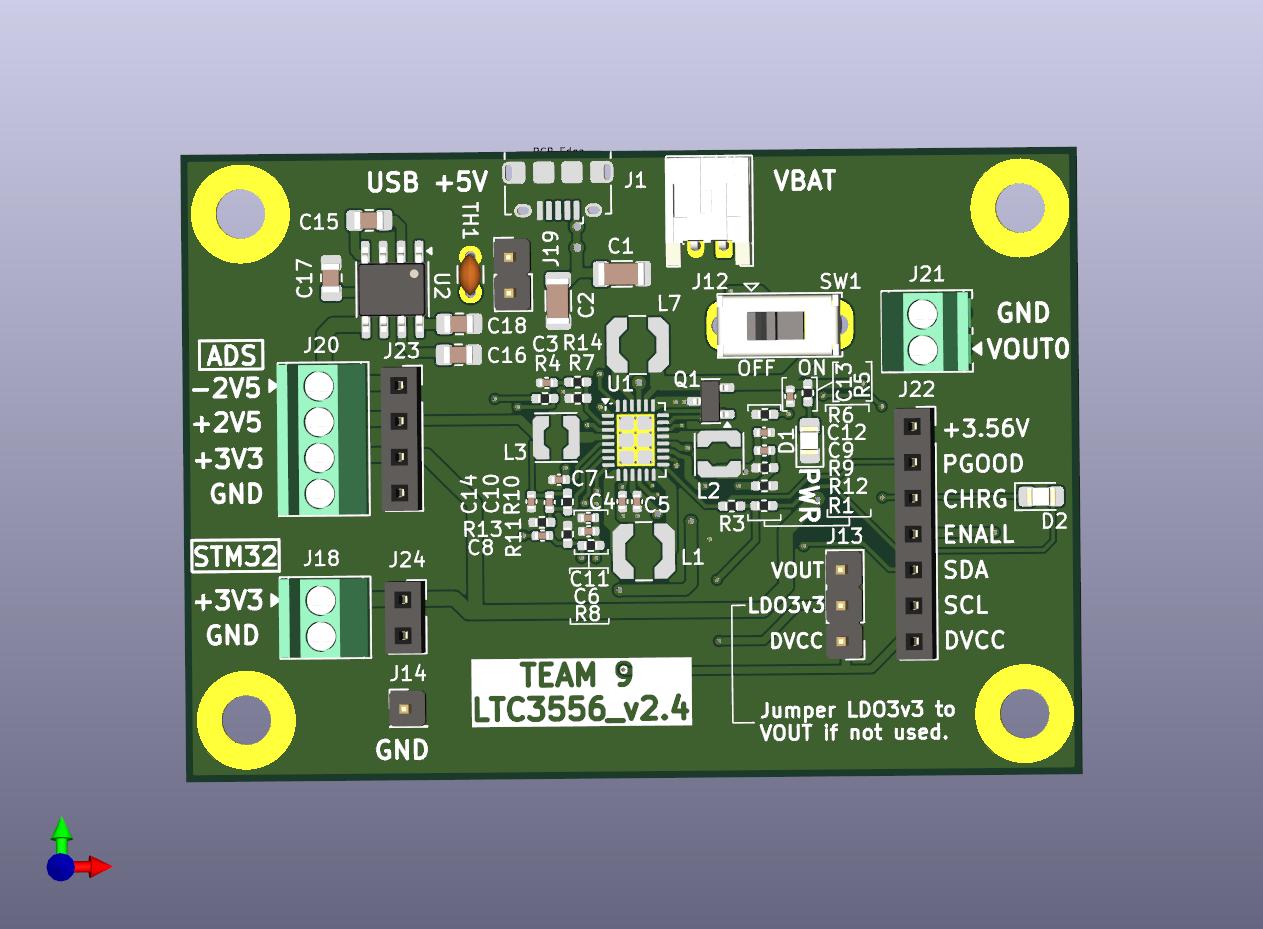 PCB Edge
USB +5V
J1
VBAT
C15
TH1
J19
C1
C17
U2
C2
J12
SW1
J21
L7
GND
VOUT0
C18
C16
C3 R14
R4 R7
OFF ON
C13
R5
ADS
J20
J23
U1
Q1
J22
-2V5
+2V5
+3V3
GND
L3
L2
D1
R6
C12
C9
R9
R12
R1
PWR
+3.56V
PGOOD
CHRG
ENALL
SDA
SCL
DVCC
D2
C7
C14
C10
R10
C4
C5
R3
R13
C8
R11
L1
J13
VOUT
LDO3v3
DVCC
STM32
J18
J24
+3V3
GND
C11
C6
R8
J14
GND
TEAM 9
LTC3556_v2.4
Jumper LDO3v3 to
VOUT if not used.